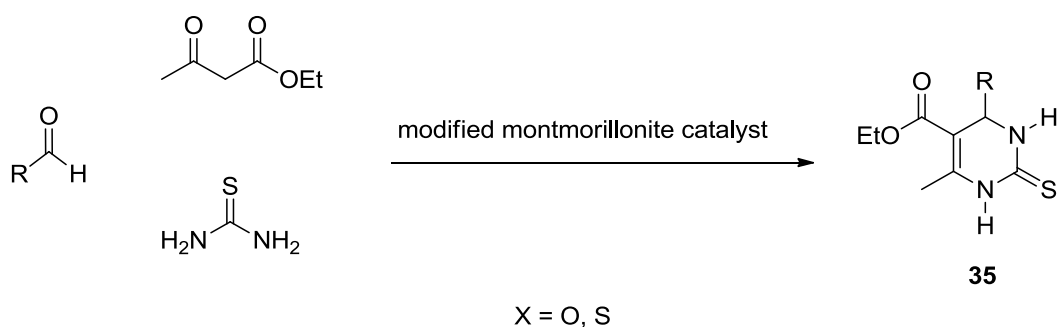 O
O
OEt
O
R
H
modified montmorillonite catalyst
S
H2N
NH2
O
R
EtO
N
H
N
H
S
35
X = O, S